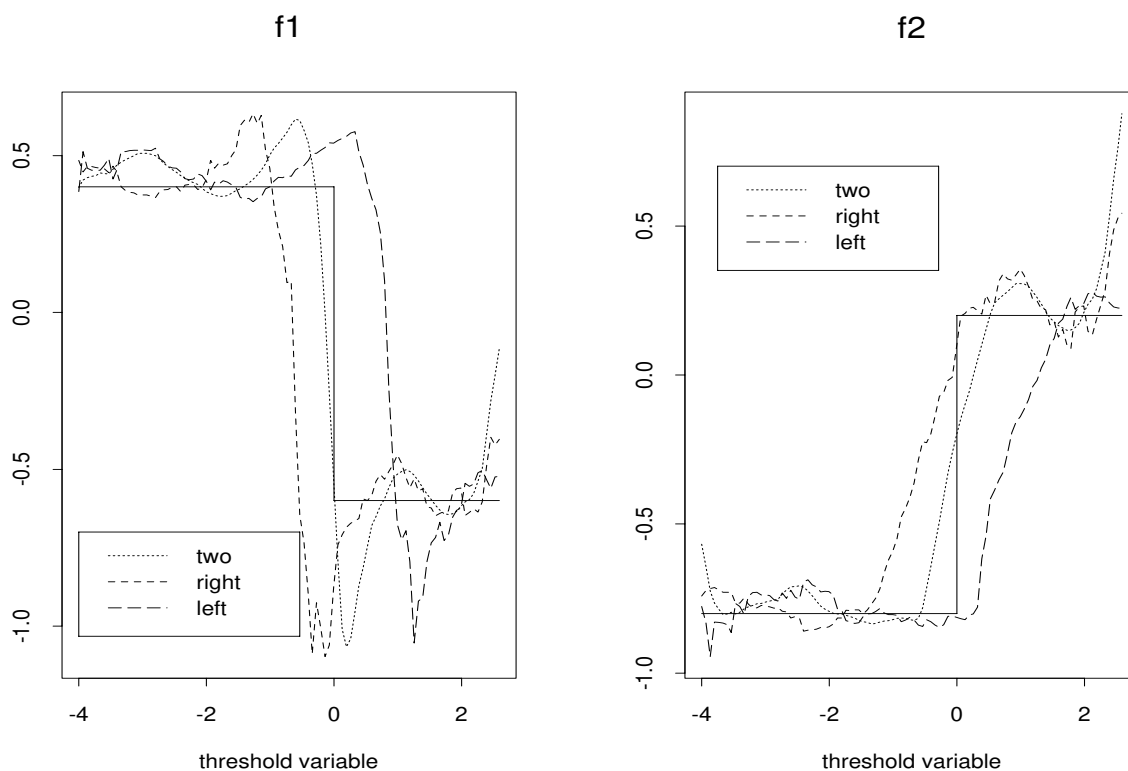 f1
0.5
0.0
-0.5
-1.0
two
right
left
-4
-2
0
2
threshold variable
f2
0.5
0.0
-0.5
-1.0
two
right
left
-4
-2
0
2
threshold variable